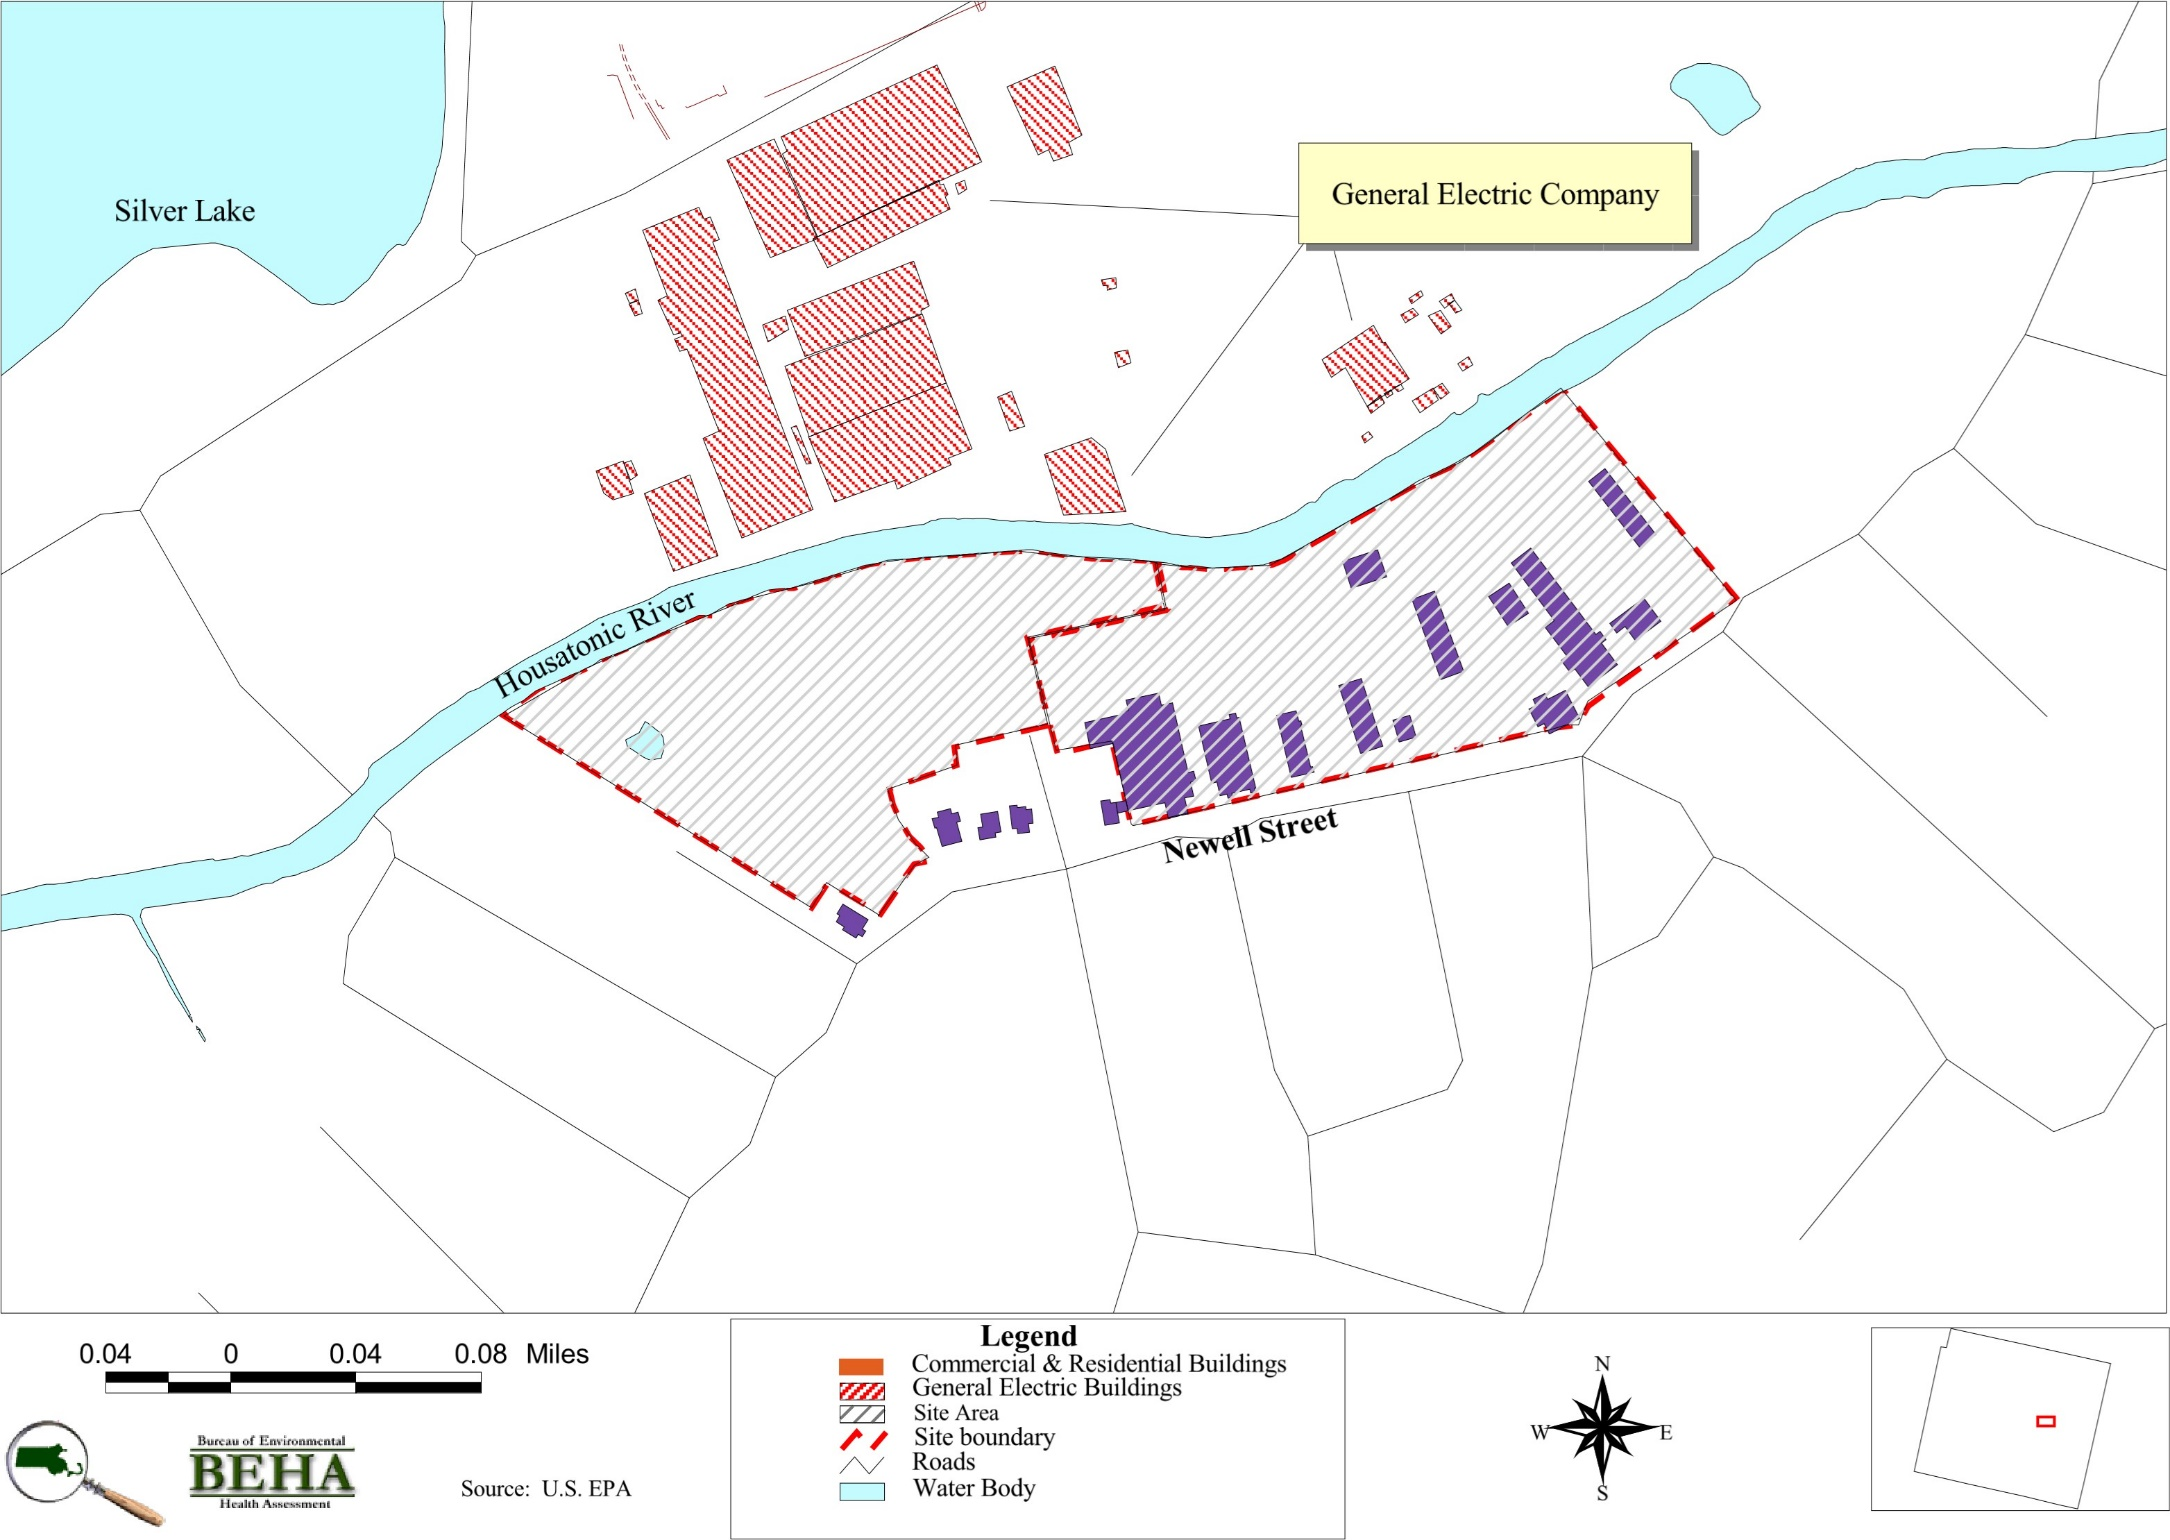 Silver Lake
General Electric Company
Housatonic River
Newell Street
0.04 0 0.04 0.08 Miles
Bureau of Environmental
BEHA
Health Assessment
Source: U.S. EPA
Legend
Commercial & Residential Buildings
General Electric Buildings
Site Area
Site boundary
Roads
Water Body
N
W E
S